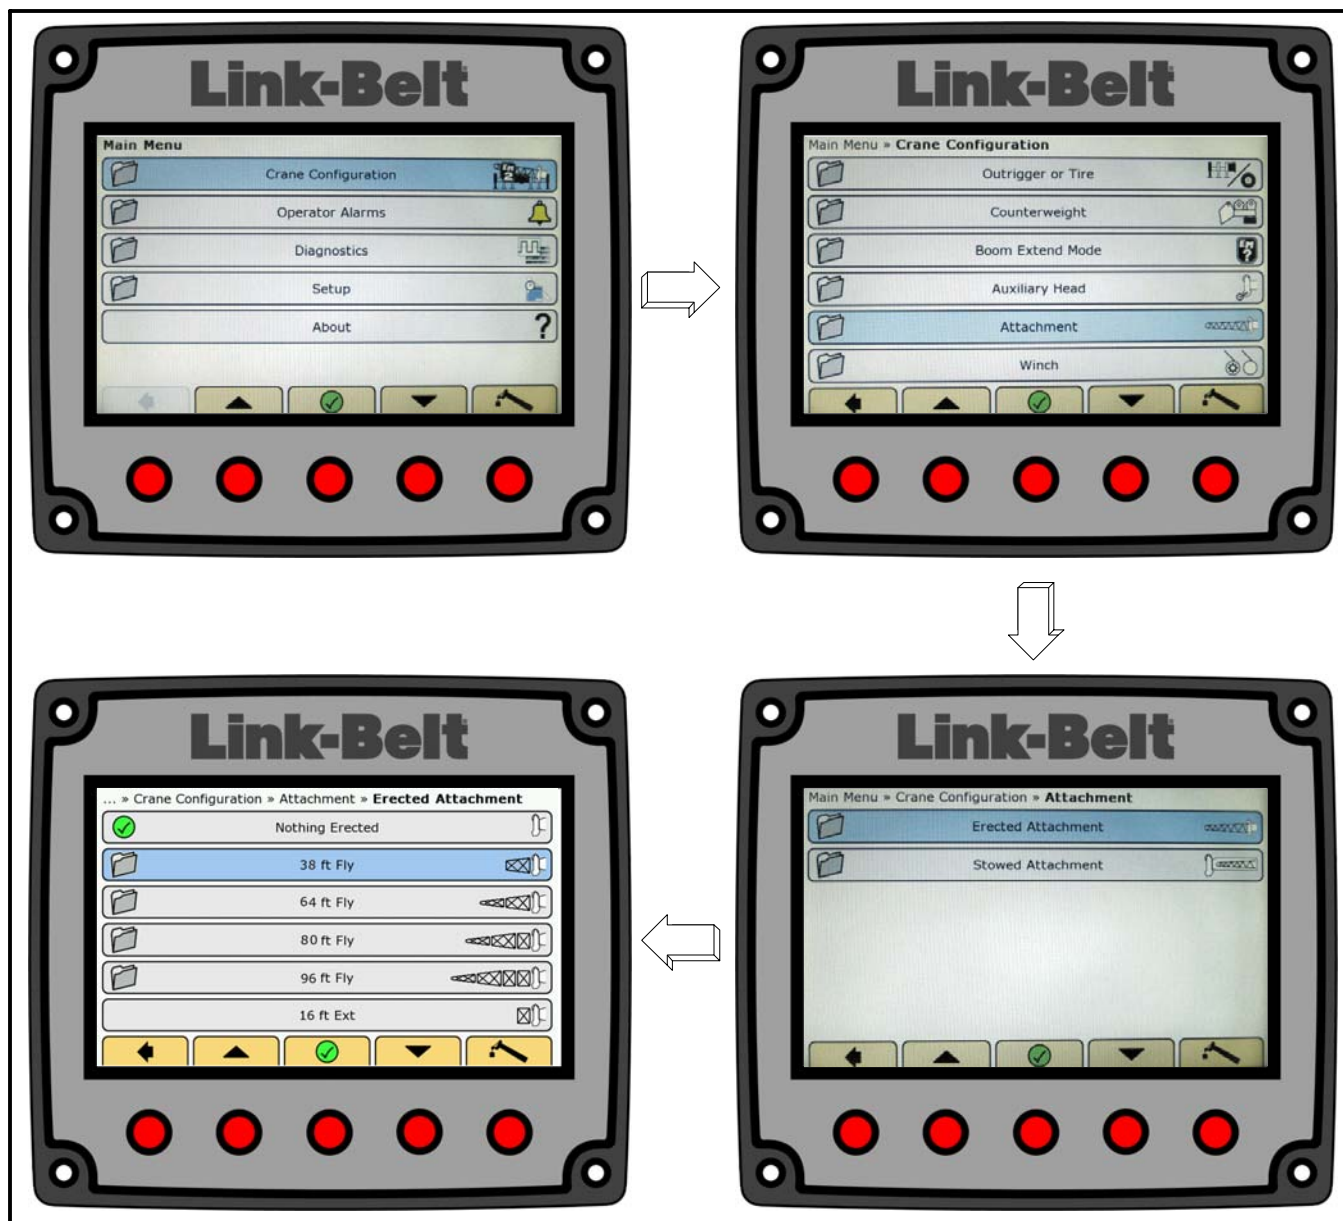 Link-Belt
Main Menu
Crane Configuration
Operator Alarms
Diagnostics
Setup
About
?
Link-Belt
Main Menu » Crane Configuration
Outrigger or Tire
Counterweight
Boom Extend Mode
Auxiliary Head
Attachment
Winch
Link-Belt
... » Crane Configuration » Attachment » Erected Attachment
Nothing Erected
38 ft Fly
64 ft Fly
80 ft Fly
96 ft Fly
16 ft Ext
Link-Belt
Main Menu » Crane Configuration » Attachment
Erected Attachment
Stowed Attachment